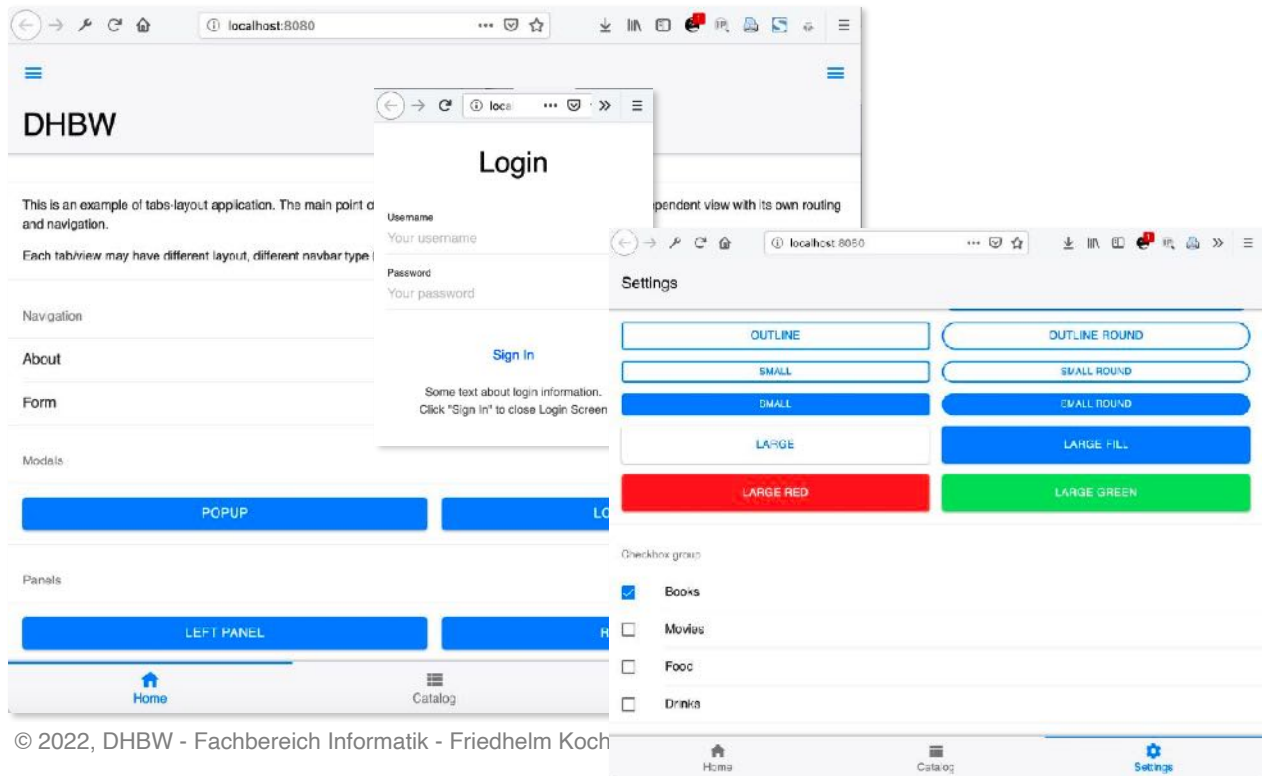 localhost:8080
DHBW
This is an example of tabs-layout application. The main point
pendent view with its own routing
and navigation.
Each tab/view may have different layout, different navbar type
Navigation
About
Form
Modals
POPUP
LO
Panels
LEFT PANEL
R
Home
Catalog
loca
Login
Username
Your username
Password
Your password
Sign In
Some text about login information.
Click "Sign In" to close Login Screen
localhost:8080
Settings
OUTLINE
OUTLINE ROUND
SMALL
SMALL ROUND
SMALL
SMALL ROUND
LARGE
LARGE FILL
LARGE RED
LARGE GREEN
Checkbox group
Books
Movies
Food
Drinks
Home
Catalog
Settings
© 2022, DHBW - Fachbereich Informatik - Friedhelm Koch